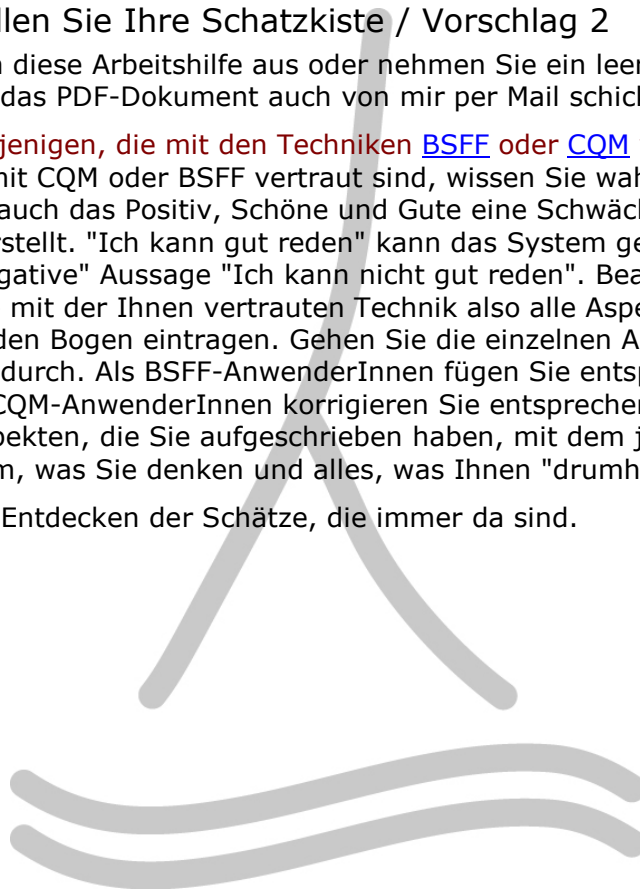 llen Sie Ihre Schatzkiste / Vorschlag 2
diese Arbeitshilfe aus oder nehmen Sie ein leer
das PDF-Dokument auch von mir per Mail schic
jenigen, die mit den Techniken BSFF oder CQM
mit CQM oder BSFF vertraut sind, wissen Sie wah
auch das Positiv, Schöne und Gute eine Schwäc
rstellt. "Ich kann gut reden" kann das System ge
gative" Aussage "Ich kann nicht gut reden". Bea
mit der Ihnen vertrauten Technik also alle Aspe
den Bogen eintragen. Gehen Sie die einzelnen A
durch. Als BSFF-AnwenderInnen fügen Sie entsp
CQM-AnwenderInnen korrigieren Sie entspreche
pekten, die Sie aufgeschrieben haben, mit dem j
m, was Sie denken und alles, was Ihnen "drumh
Entdecken der Schätze, die immer da sind.